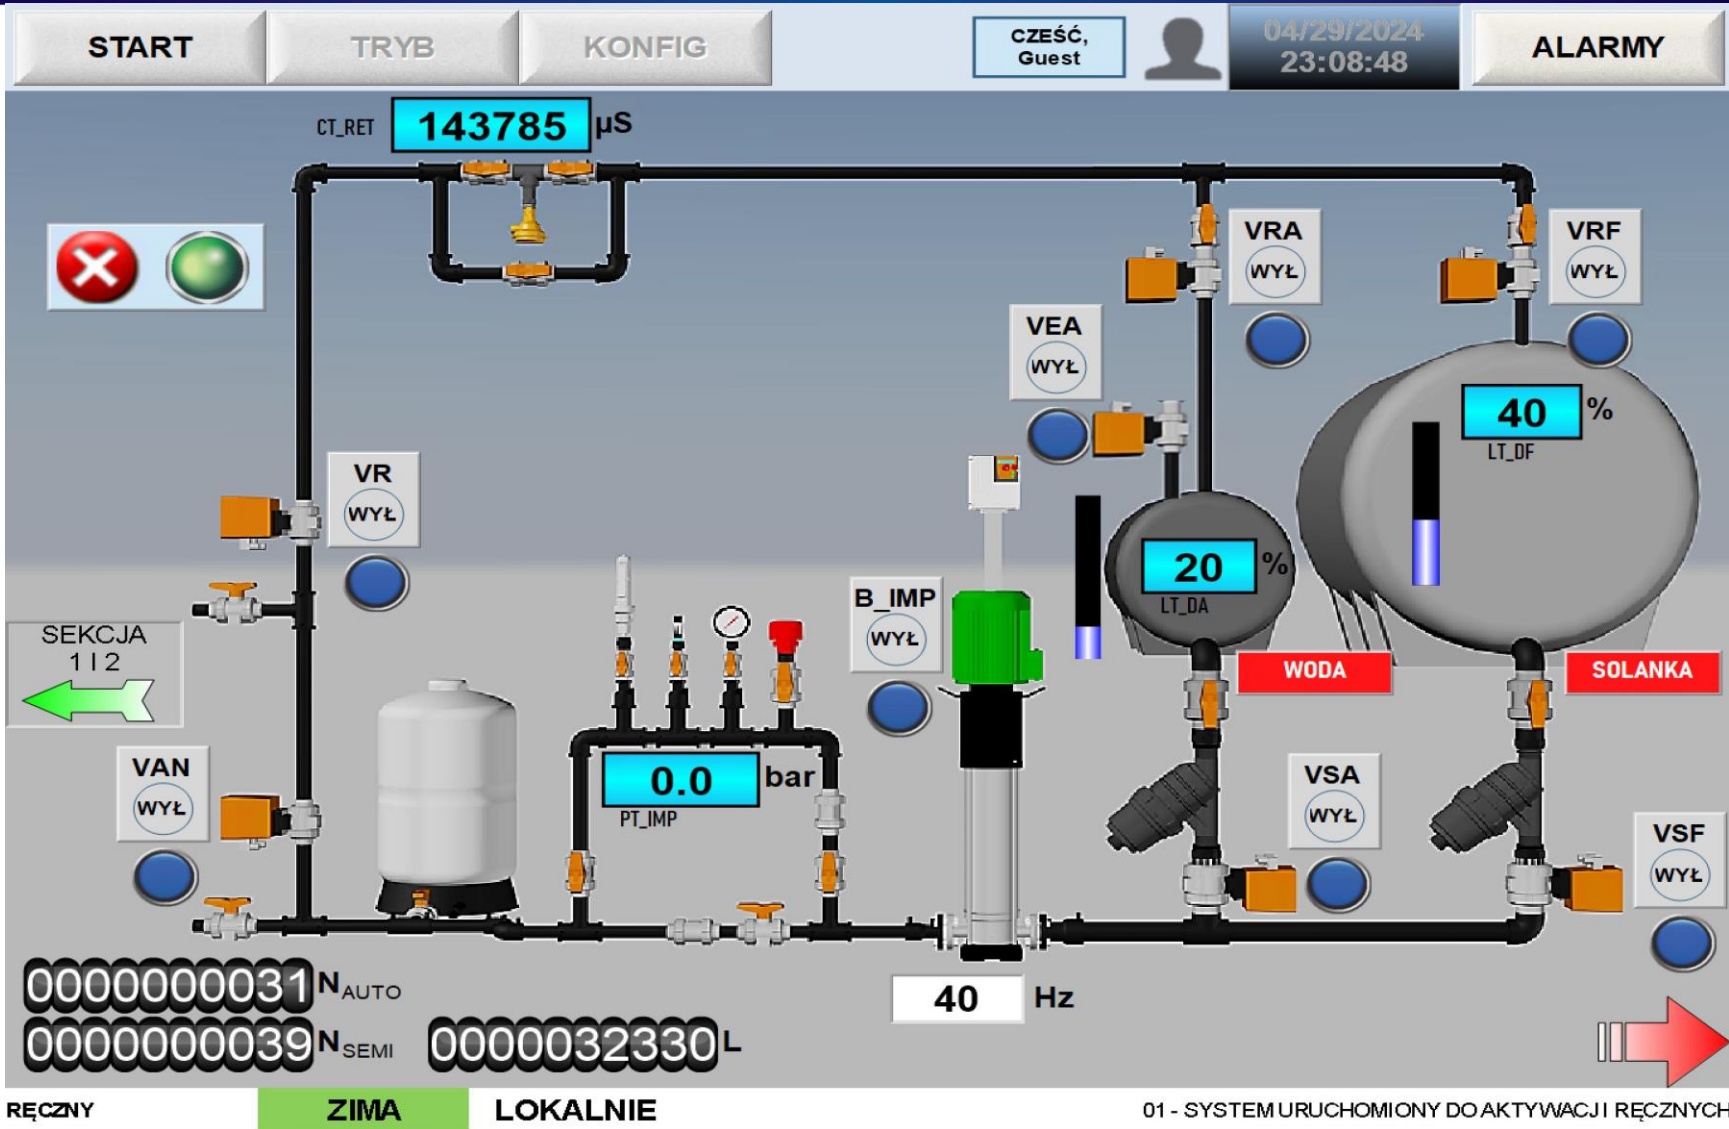 START
TRYB
KONFIG
CZEŚĆ,
Guest
04/29/2024
23:08:48
ALARMY
CT_RET
143785
µS
VRA
WYŁ
VRF
WYŁ
VEA
WYŁ
40
%
LT_DF
VR
WYŁ
20
%
LT_DA
B_IMP
WYŁ
SEKCJA
1 I 2
WODA
SOLANKA
VAN
WYŁ
0.0
bar
PT_IMP
VSA
WYŁ
VSF
WYŁ
0000000031 NAUTO
40
Hz
0000000039 NSEMI
0000032330 L
RĘCZNY
ZIMA
LOKALNIE
01 - SYSTEM URUCHOMIONY DO AKTYWACJI RĘCZNYCH